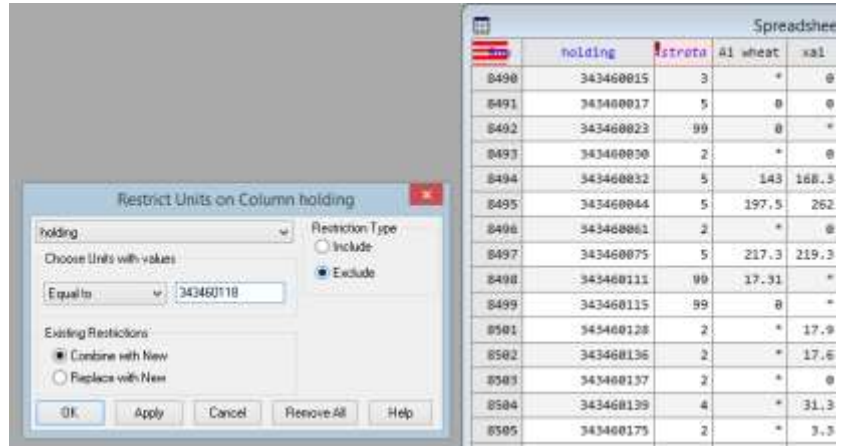 Spreadshee
Restrict Units on Column holding
holding
Restriction Type
Include
Exclude
Choose Units with values
Equal to
343460118
Existing Restrictions
Combine with New
Replace with New
OK Apply Cancel Remove All Help
holding !strata A1 wheat xa1
8490 343460015 3 * 0
8491 343460017 5 0 0
8492 343460023 99 0 *
8493 343460030 2 * 0
8494 343460032 5 143 168.3
8495 343460044 5 197.5 262
8496 343460061 2 * 0
8497 343460075 5 217.3 219.3
8498 343460111 99 17.31 *
8499 343460115 99 0 *
8501 343460128 2 * 17.9
8502 343460136 2 * 17.6
8503 343460137 2 * 0
8504 343460139 4 * 31.3
8505 343460175 2 * 3.3